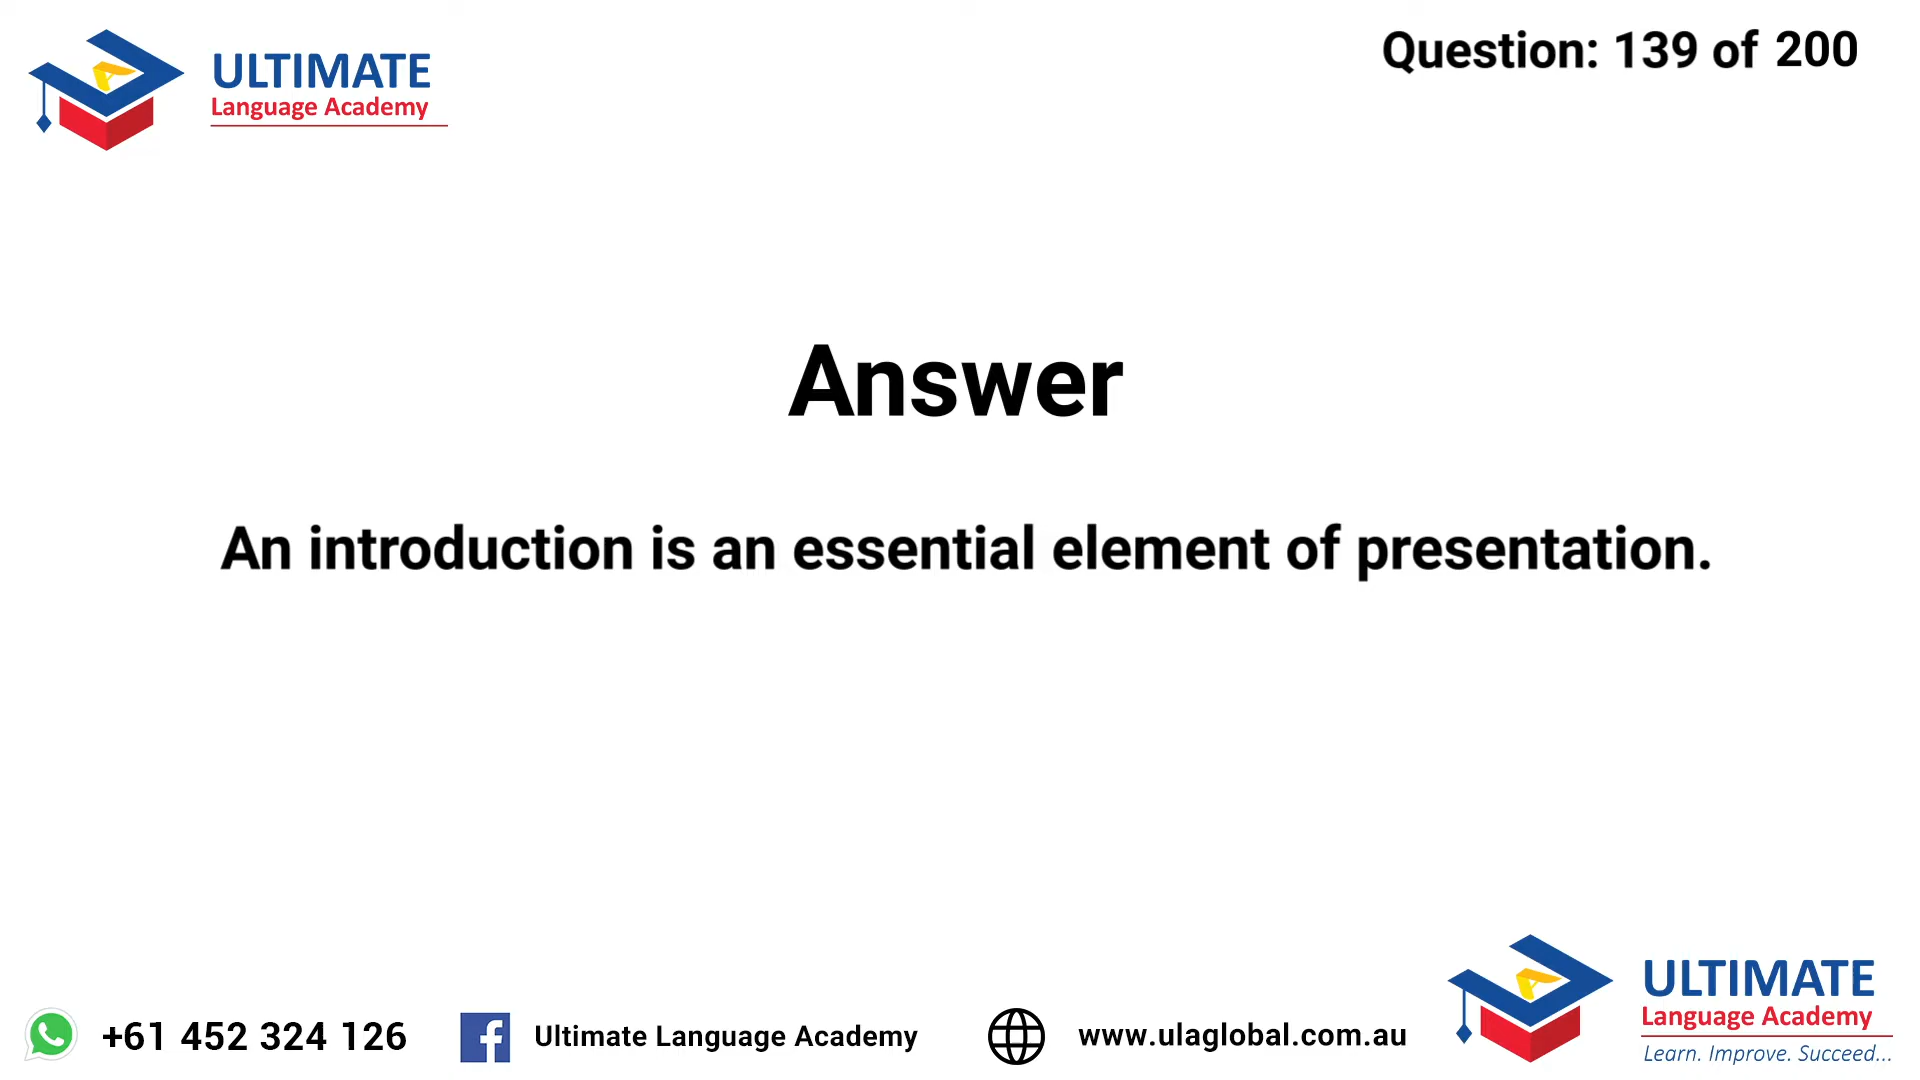 ULTIMATE
Language Academy
Question: 139 of 200
Answer
An introduction is an essential element of presentation.
+61 452 324 126
Ultimate Language Academy
www.ulaglobal.com.au
ULTIMATE
Language Academy
Learn. Improve. Succeed...